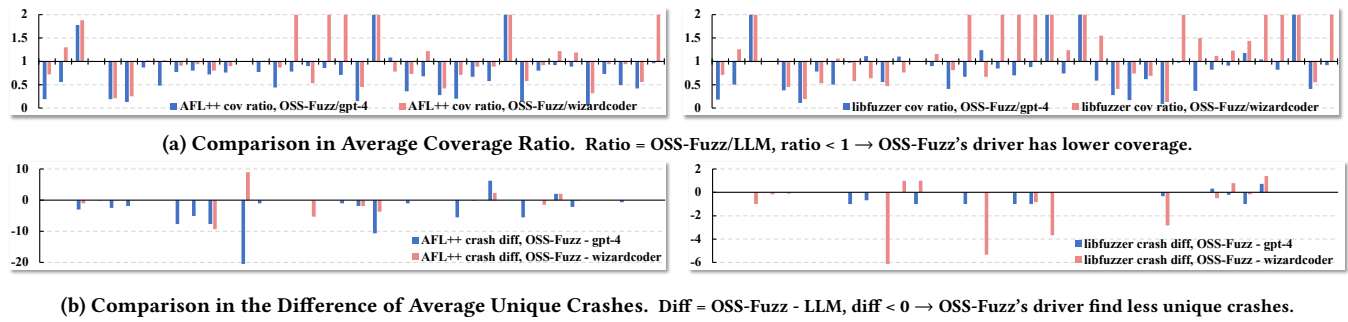 2
1.5
1
0.5
0
AFL++ cov ratio, OSS-Fuzz/gpt-4
AFL++ cov ratio, OSS-Fuzz/wizardcoder
2
1.5
1
0.5
0
libfuzzer cov ratio, OSS-Fuzz/gpt-4
libfuzzer cov ratio, OSS-Fuzz/wizardcoder
(a) Comparison in Average Coverage Ratio. Ratio = OSS-Fuzz/LLM, ratio < 1 → OSS-Fuzz's driver has lower coverage.
10
0
-10
-20
AFL++ crash diff, OSS-Fuzz - gpt-4
AFL++ crash diff, OSS-Fuzz - wizardcoder
2
0
-2
-4
-6
libfuzzer crash diff, OSS-Fuzz - gpt-4
libfuzzer crash diff, OSS-Fuzz - wizardcoder
(b) Comparison in the Difference of Average Unique Crashes. Diff = OSS-Fuzz - LLM, diff < 0 → OSS-Fuzz's driver find less unique crashes.